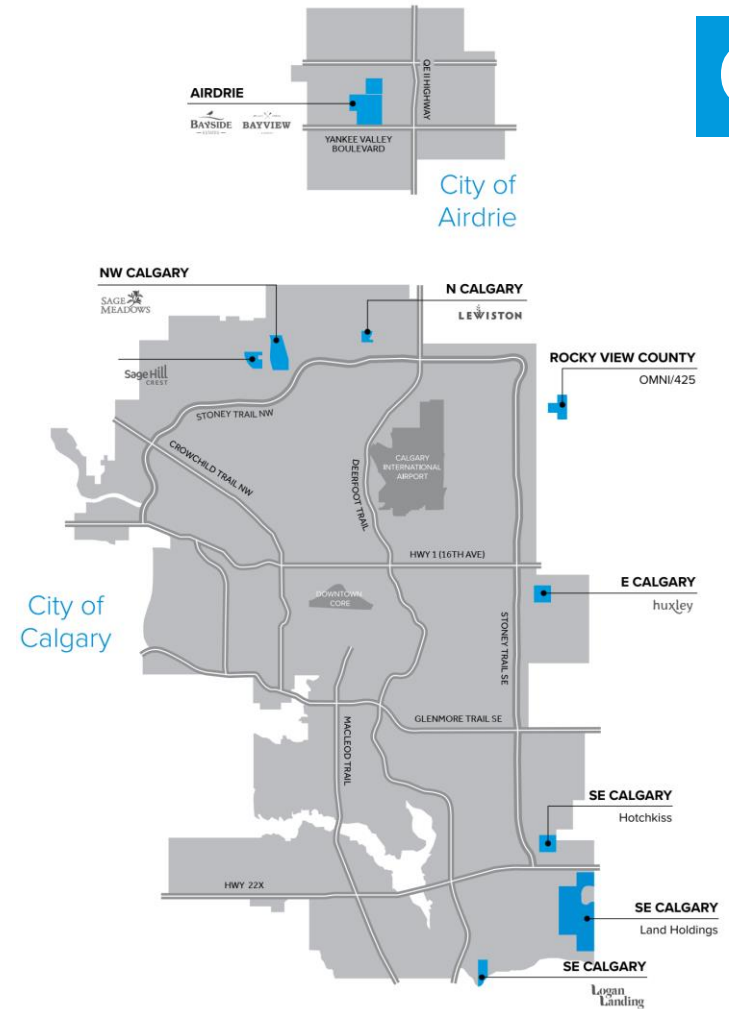 AIRDRIE
BAYSIDE
BAYVIEW
QE II HIGHWAY
YANKEE VALLEY
BOULEVARD
City of
Airdrie
NW CALGARY
SAGE
MEADOWS
N CALGARY
LEWISTON
SageHill
CREST
ROCKY VIEW COUNTY
OMNI/425
STONEY TRAIL NW
CROWCHILD TRAIL NW
CALGARY
INTERNATIONAL
AIRPORT
DEERFOOT TRAIL
HWY 1 (16TH AVE)
E CALGARY
huxley
City of
Calgary
DOWNTOWN
CORE
STONEY TRAIL SE
MACLEOD TRAIL
GLENMORE TRAIL SE
SE CALGARY
Hotchkiss
HWY 22X
SE CALGARY
Land Holdings
SE CALGARY
Logan
Landing